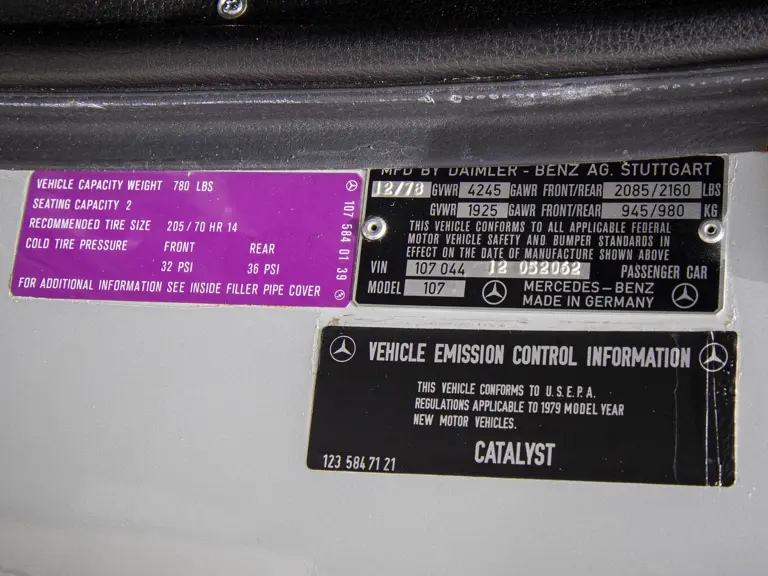 VEHICLE CAPACITY WEIGHT 780 LBS
SEATING CAPACITY 2
RECOMMENDED TIRE SIZE 205/70 HR 14
COLD TIRE PRESSURE FRONT REAR
32 PSI 36 PSI
FOR ADDITIONAL INFORMATION SEE INSIDE FILLER PIPE COVER
107 584 01 39
MFD BY DAIMLER-BENZ AG. STUTTGART
12/78 GVWR 4245 GAWR FRONT/REAR 2085/2160 LBS
GVWR 1925 GAWR FRONT/REAR 945/980 KG
THIS VEHICLE CONFORMS TO ALL APPLICABLE FEDERAL
MOTOR VEHICLE SAFETY AND BUMPER STANDARDS IN
EFFECT ON THE DATE OF MANUFACTURE SHOWN ABOVE
VIN 107 044 12 052062 PASSENGER CAR
MODEL 107 MERCEDES-BENZ
MADE IN GERMANY
VEHICLE EMISSION CONTROL INFORMATION
THIS VEHICLE CONFORMS TO U.S.E.P.A.
REGULATIONS APPLICABLE TO 1979 MODEL YEAR
NEW MOTOR VEHICLES.
CATALYST
123 584 71 21